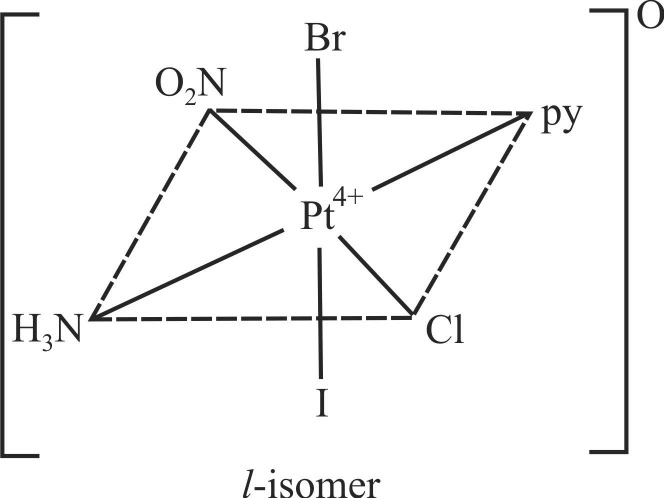 O
Br
O₂N
py
Pt⁴⁺
H₃N
Cl
I
l-isomer